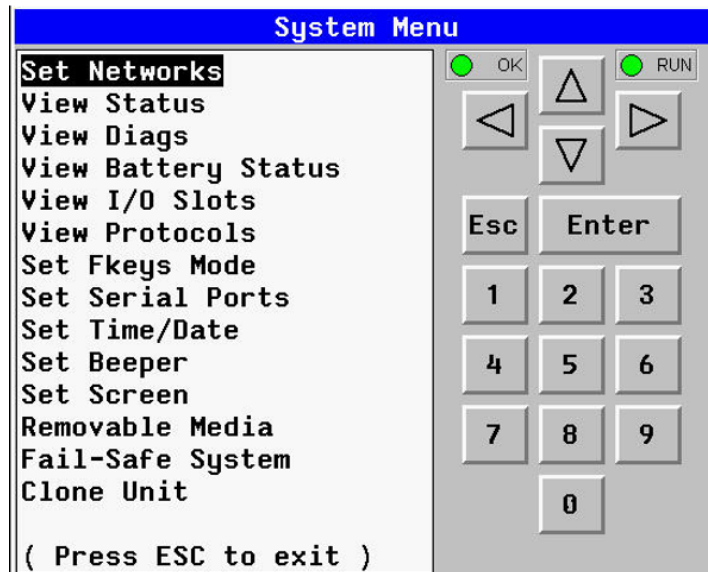 System Menu
Set Networks
View Status
View Diags
View Battery Status
View I/O Slots
View Protocols
Set Fkeys Mode
Set Serial Ports
Set Time/Date
Set Beeper
Set Screen
Removable Media
Fail-Safe System
Clone Unit
( Press ESC to exit )
OK
RUN
Esc Enter
1 2 3
4 5 6
7 8 9
0